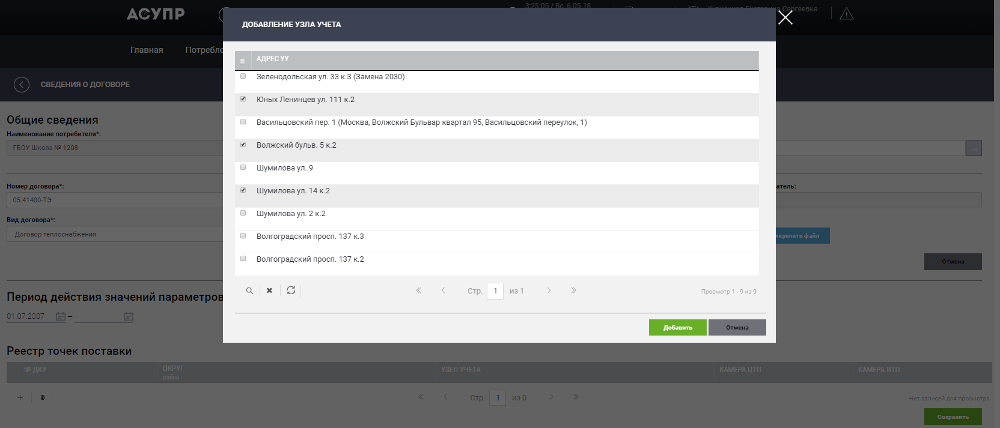 АСУПР
3:25:05 / Вс, 6.05.18
Сергеевна
Главная
Потребле
ДОБАВЛЕНИЕ УЗЛА УЧЕТА
СВЕДЕНИЯ О ДОГОВОРЕ
АДРЕС УУ
Зеленодольская ул. 33 к.3 (Замена 2030)
Юных Ленинцев ул. 111 к.2
Васильцовский пер. 1 (Москва, Волжский Бульвар квартал 95, Васильцовский переулок, 1)
Волжский бульв. 5 к.2
Шумилова ул. 9
Шумилова ул. 14 к.2
Шумилова ул. 2 к.2
Волгоградский просп. 137 к.3
Волгоградский просп. 137 к.2
Стр. 1 из 1
Просмотр 1 - 9 из 9
Добавить
Отмена
Общие сведения
Наименование потребителя*:
ГБОУ Школа № 1208
...
Номер договора*:
атель:
05.41400-ТЭ
Вид договора*:
Договор теплоснабжения
икрепить файл
Отмена
Период действия значений параметров
01.07.2007 –
Реестр точек поставки
№ ДКУ
ОКРУГ
район
УЗЕЛ УЧЕТА
КАМЕРА ЦТП
КАМЕРА ИТП
Стр. 1 из 0
Нет записей для просмотра
Сохранить